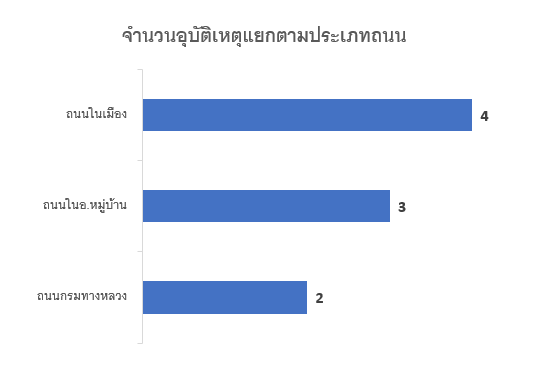 จำนวนอุบัติเหตุแยกตามประเภทถนน
ถนนในเมือง
4
ถนนในอ.หมู่บ้าน
3
ถนนกรมทางหลวง
2